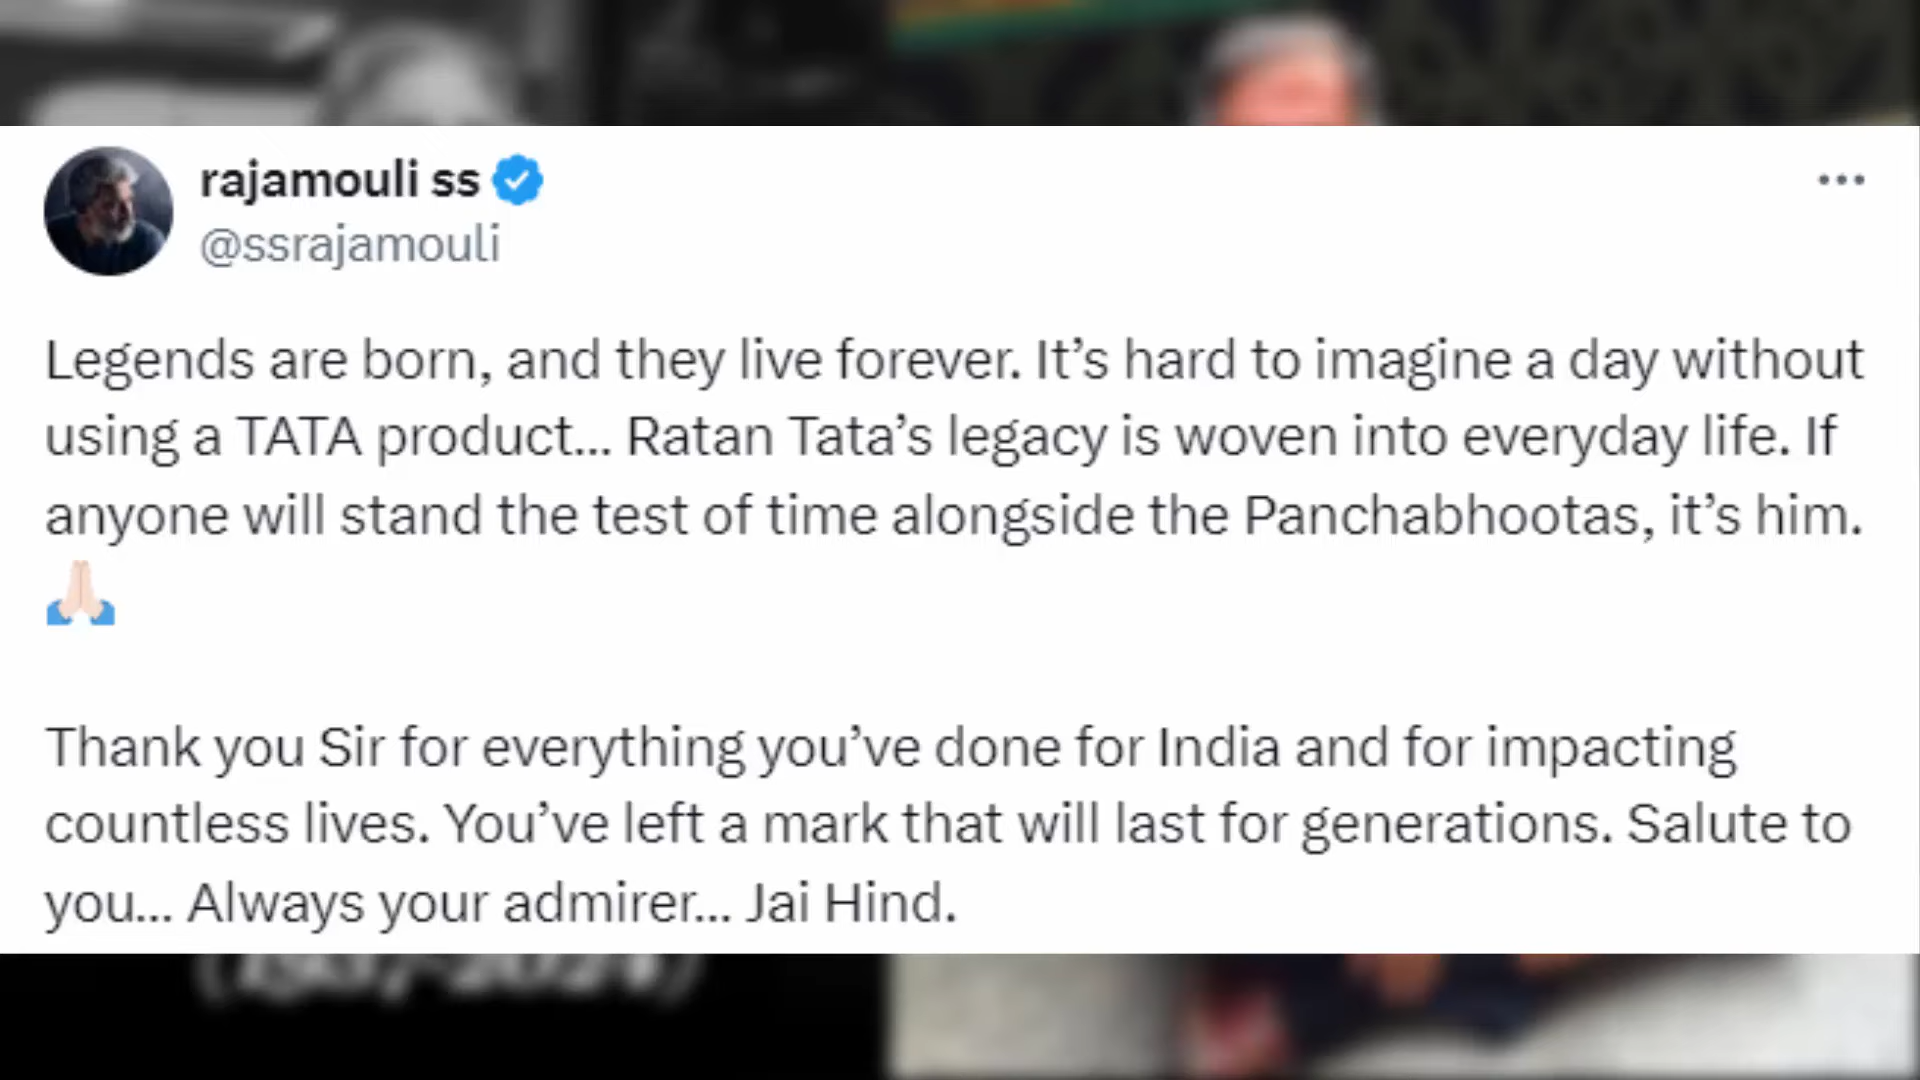 rajamouli ss
@ssrajamouli
Legends are born, and they live forever. It’s hard to imagine a day without
using a TATA product... Ratan Tata’s legacy is woven into everyday life. If
anyone will stand the test of time alongside the Panchabhootas, it’s him.
🙏🏻
Thank you Sir for everything you’ve done for India and for impacting
countless lives. You’ve left a mark that will last for generations. Salute to
you... Always your admirer... Jai Hind.
(1937-2024)